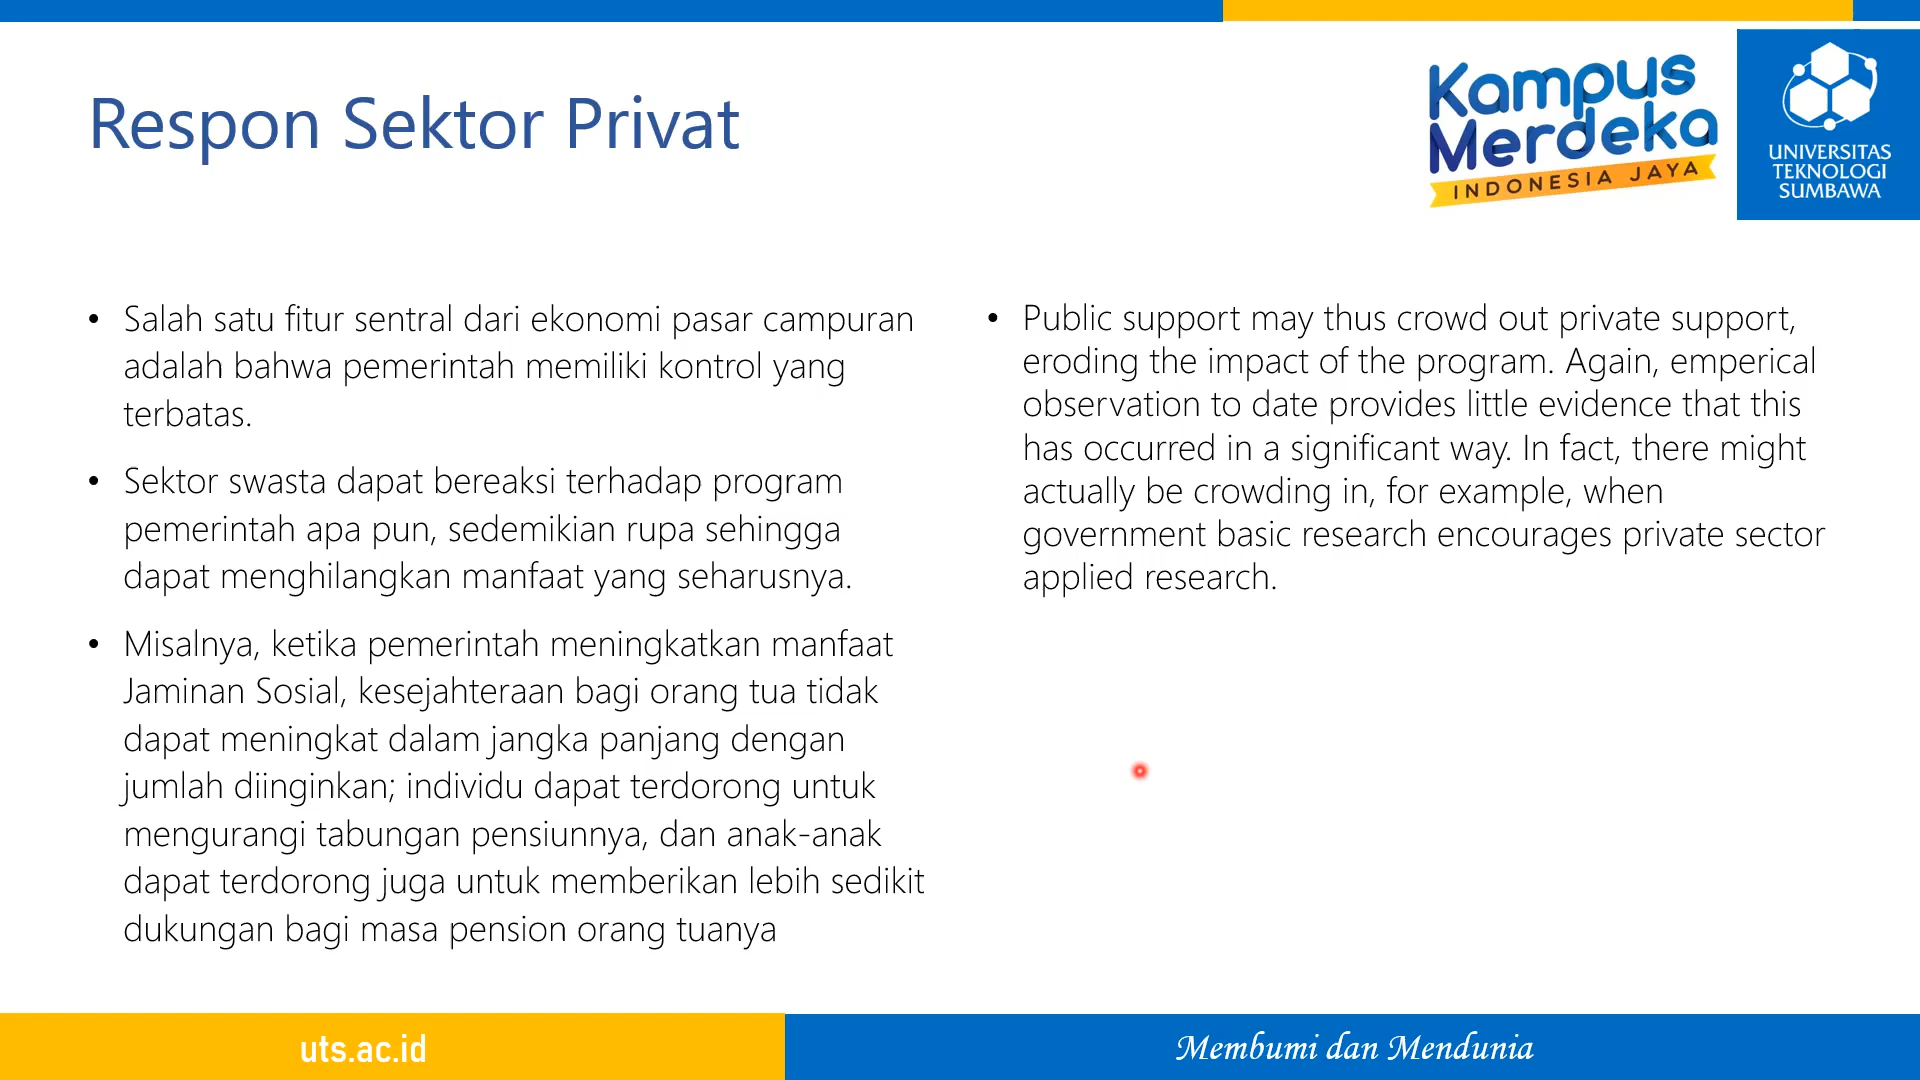 Respon Sektor Privat
Kampus
Merdeka
INDONESIA JAYA
UNIVERSITAS
TEKNOLOGI
SUMBAWA
• Salah satu fitur sentral dari ekonomi pasar campuran
adalah bahwa pemerintah memiliki kontrol yang
terbatas.
• Sektor swasta dapat bereaksi terhadap program
pemerintah apa pun, sedemikian rupa sehingga
dapat menghilangkan manfaat yang seharusnya.
• Misalnya, ketika pemerintah meningkatkan manfaat
Jaminan Sosial, kesejahteraan bagi orang tua tidak
dapat meningkat dalam jangka panjang dengan
jumlah diinginkan; individu dapat terdorong untuk
mengurangi tabungan pensiunnya, dan anak-anak
dapat terdorong juga untuk memberikan lebih sedikit
dukungan bagi masa pension orang tuanya
• Public support may thus crowd out private support,
eroding the impact of the program. Again, emperical
observation to date provides little evidence that this
has occurred in a significant way. In fact, there might
actually be crowding in, for example, when
government basic research encourages private sector
applied research.
uts.ac.id
Membumi dan Mendunia